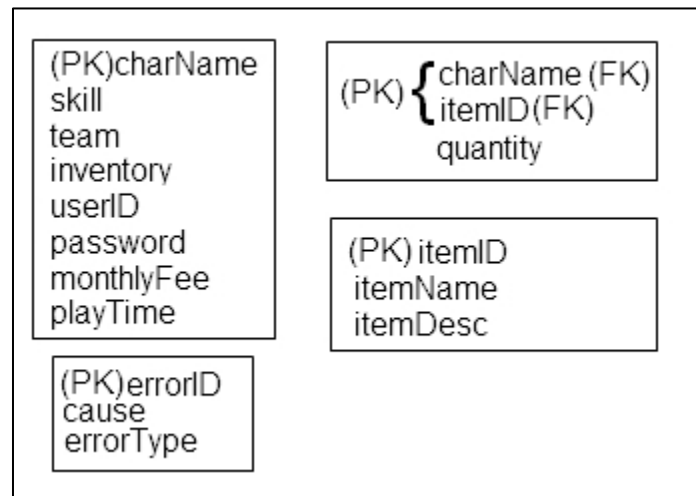 (PK)charName
skill
team
inventory
userID
password
monthlyFee
playTime
(PK) { charName (FK)
itemID (FK)
quantity
(PK) itemID
itemName
itemDesc
(PK)errorID
cause
errorType